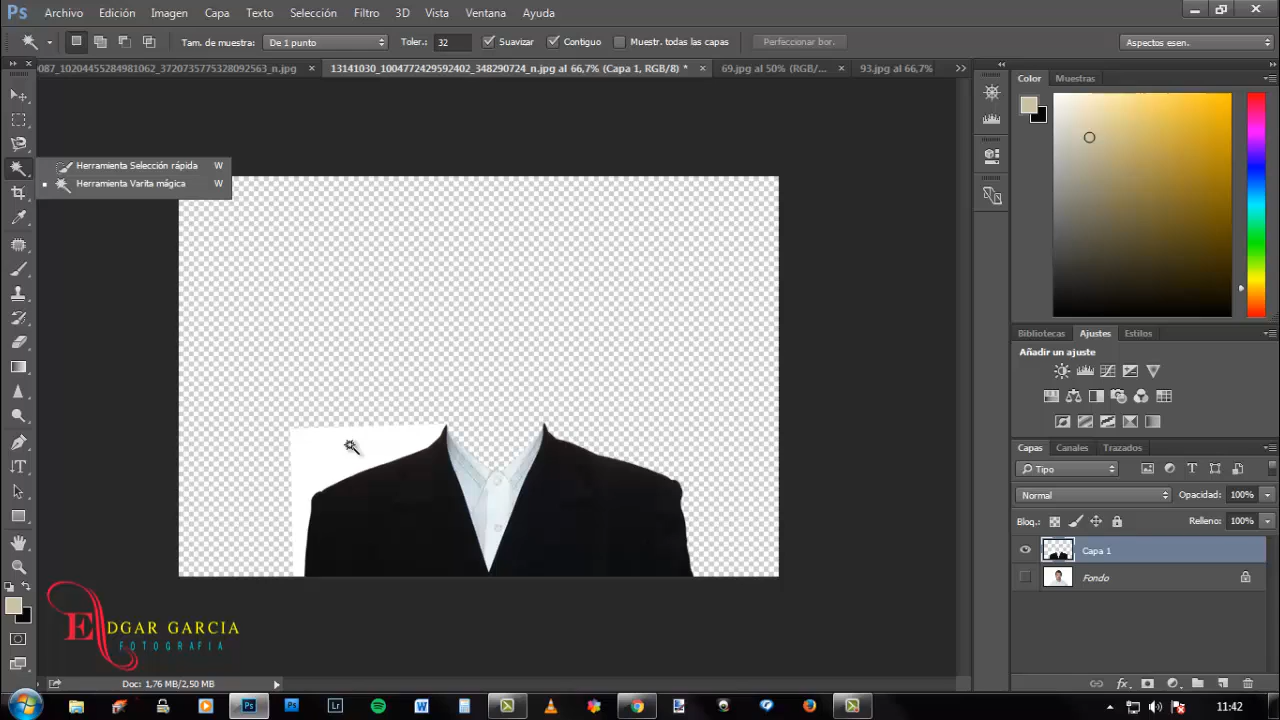 Ps Archivo Edición Imagen Capa Texto Selección Filtro 3D Vista Ventana Ayuda
Tam. de muestra: De 1 punto Toler.: 32 Suavizar Contiguo Muestr. todas las capas Perfeccionar bor. Aspectos esen.
087_10204455284981062_3720735775328092563_n.jpg × 13141030_1004772429592402_348290724_n.jpg al 66,7% (Capa 1, RGB/8) * × 69.jpg al 50% (RGB/... × 93.jpg al 66,7%
Color Muestras
Herramienta Selección rápida W
Herramienta Varita mágica W
Bibliotecas Ajustes Estilos
Añadir un ajuste
Capas Canales Trazados
Tipo
Normal Opacidad: 100%
Bloq.: Relleno: 100%
Capa 1
Fondo
EDGAR GARCIA
FOTOGRAFIA
Doc: 1,76 MB/2,50 MB
11:42